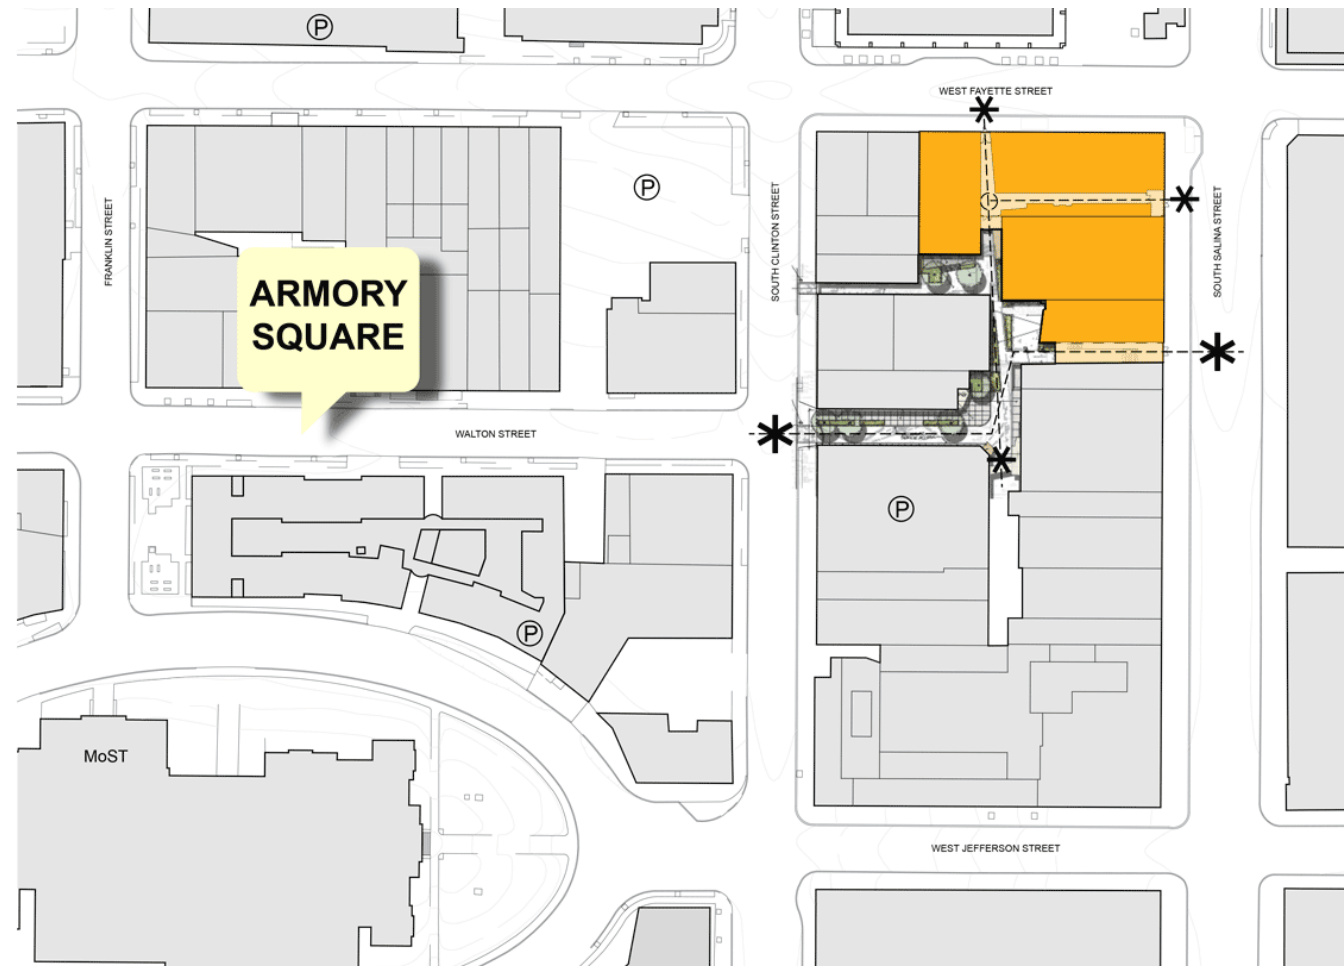 P
WEST FAYETTE STREET
P
FRANKLIN STREET
SOUTH CLINTON STREET
SOUTH SALINA STREET
ARMORY
SQUARE
WALTON STREET
P
P
MoST
WEST JEFFERSON STREET